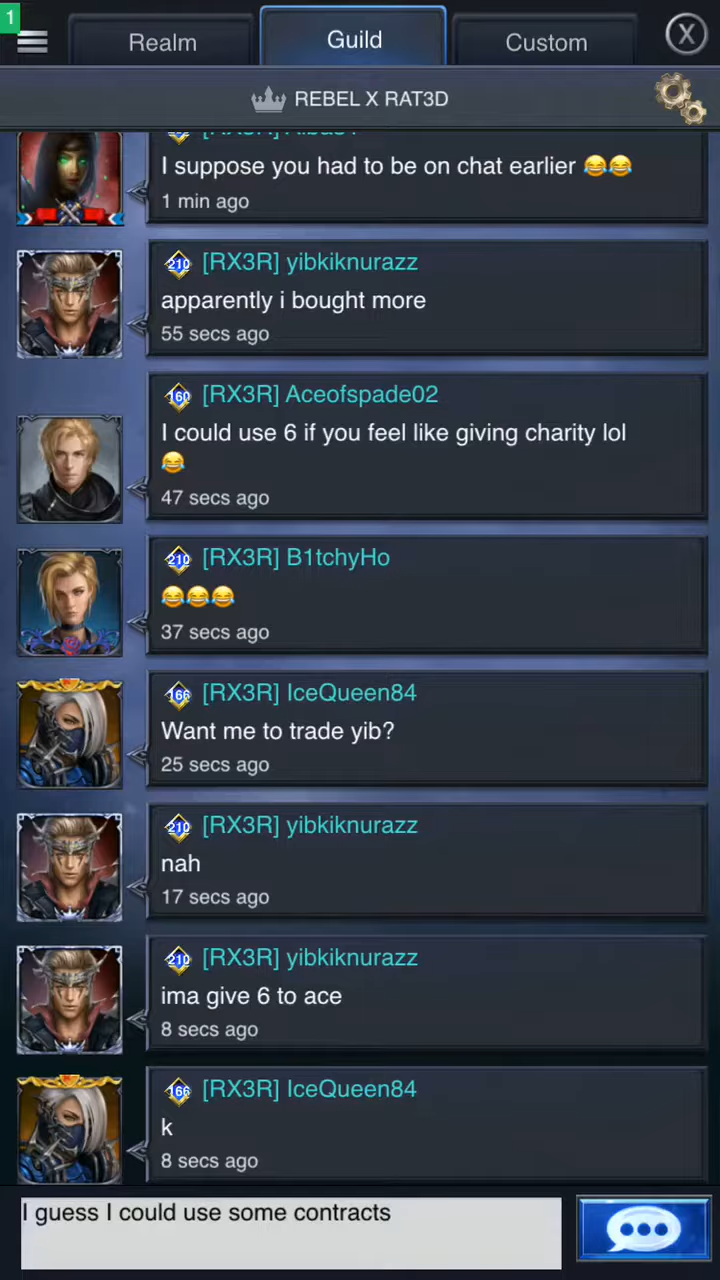 1
Realm
Guild
Custom
X
REBEL X RAT3D
I suppose you had to be on chat earlier 😂😂
1 min ago
210 [RX3R] yibkiknurazz
apparently i bought more
55 secs ago
160 [RX3R] Aceofspade02
I could use 6 if you feel like giving charity lol
😂
47 secs ago
210 [RX3R] B1tchyHo
😂😂😂
37 secs ago
166 [RX3R] IceQueen84
Want me to trade yib?
25 secs ago
210 [RX3R] yibkiknurazz
nah
17 secs ago
210 [RX3R] yibkiknurazz
ima give 6 to ace
8 secs ago
166 [RX3R] IceQueen84
k
8 secs ago
I guess I could use some contracts